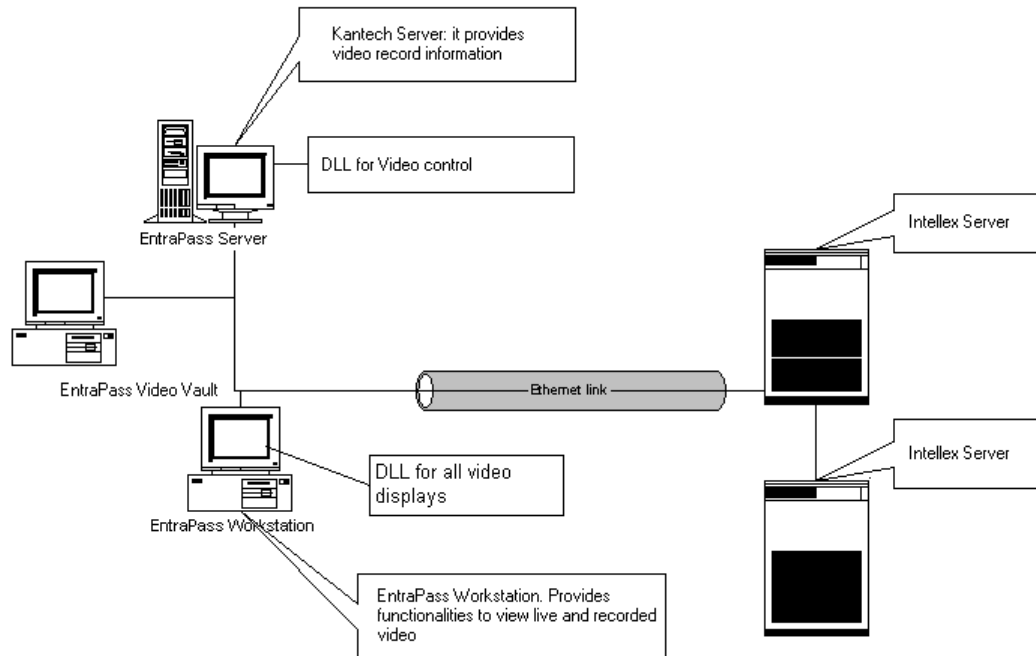 Kantech Server: it provides
video record information
DLL for Video control
EntraPass Server
Intellex Server
EntraPass Video Vault
Ethernet link
Intellex Server
DLL for all video
displays
EntraPass Workstation
EntraPass Workstation. Provides
functionalities to view live and recorded
video